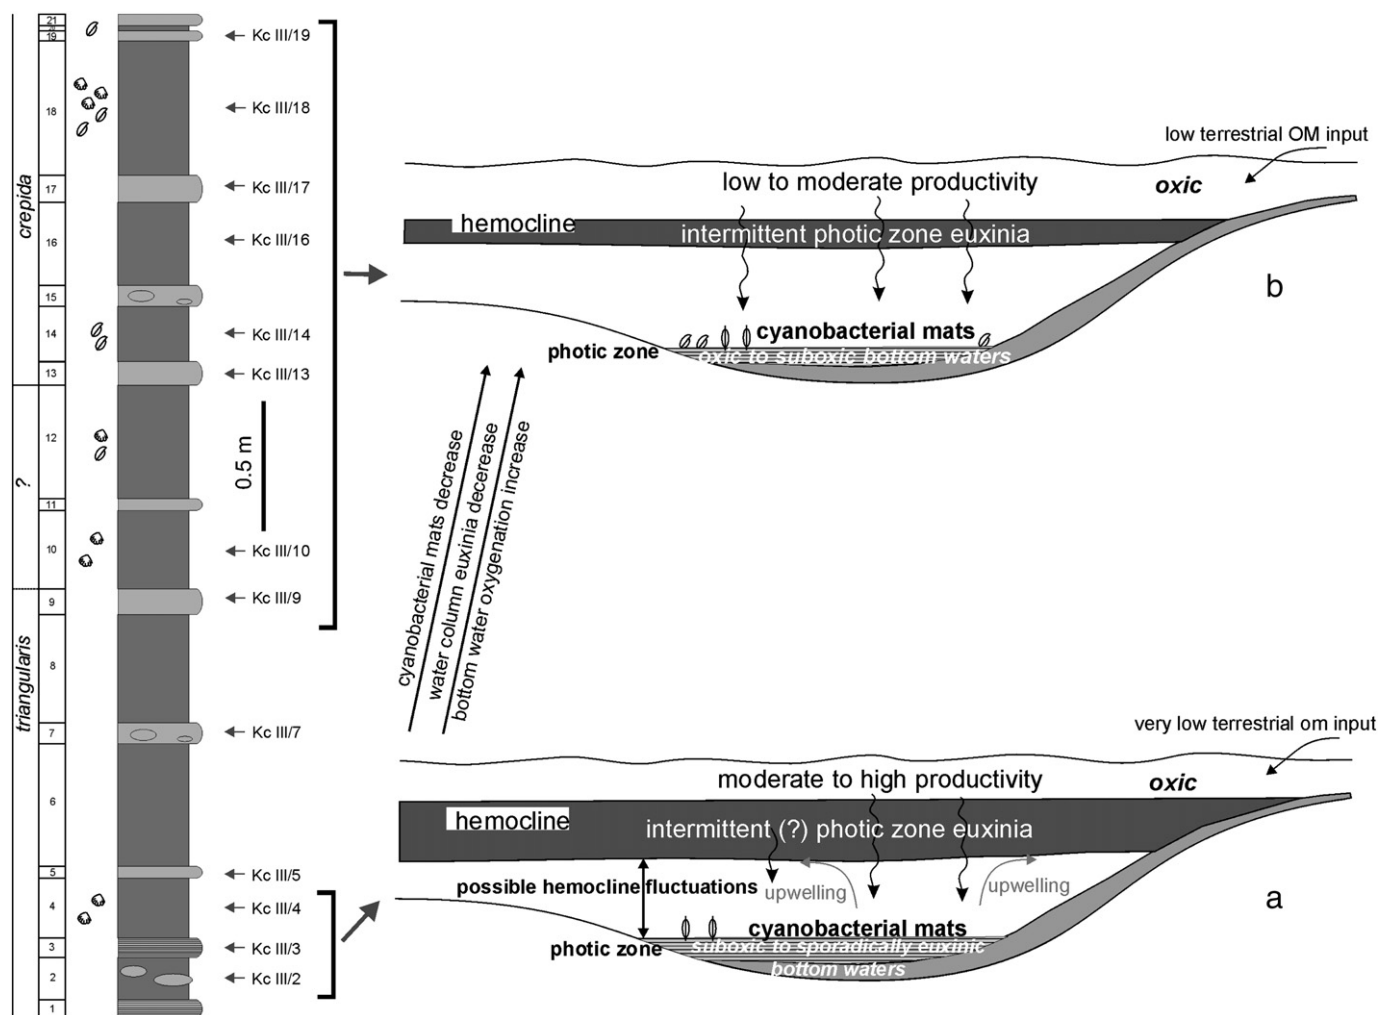 21
19
18
17
16
15
14
13
12
11
10
9
8
7
6
5
4
3
2
1
crepida
?
triangularis
Kc III/19
Kc III/18
Kc III/17
Kc III/16
Kc III/14
Kc III/13
Kc III/10
Kc III/9
Kc III/7
Kc III/5
Kc III/4
Kc III/3
Kc III/2
0.5 m
low terrestrial OM input
low to moderate productivity
oxic
hemocline
intermittent photic zone euxinia
b
cyanobacterial mats
photic zone
oxic to suboxic bottom waters
cyanobacterial mats decrease
water column euxinia decerease
bottom water oxygenation increase
very low terrestrial om input
moderate to high productivity
oxic
hemocline
intermittent (?) photic zone euxinia
possible hemocline fluctuations
upwelling
upwelling
a
cyanobacterial mats
photic zone
suboxic to sporadically euxinic
bottom waters